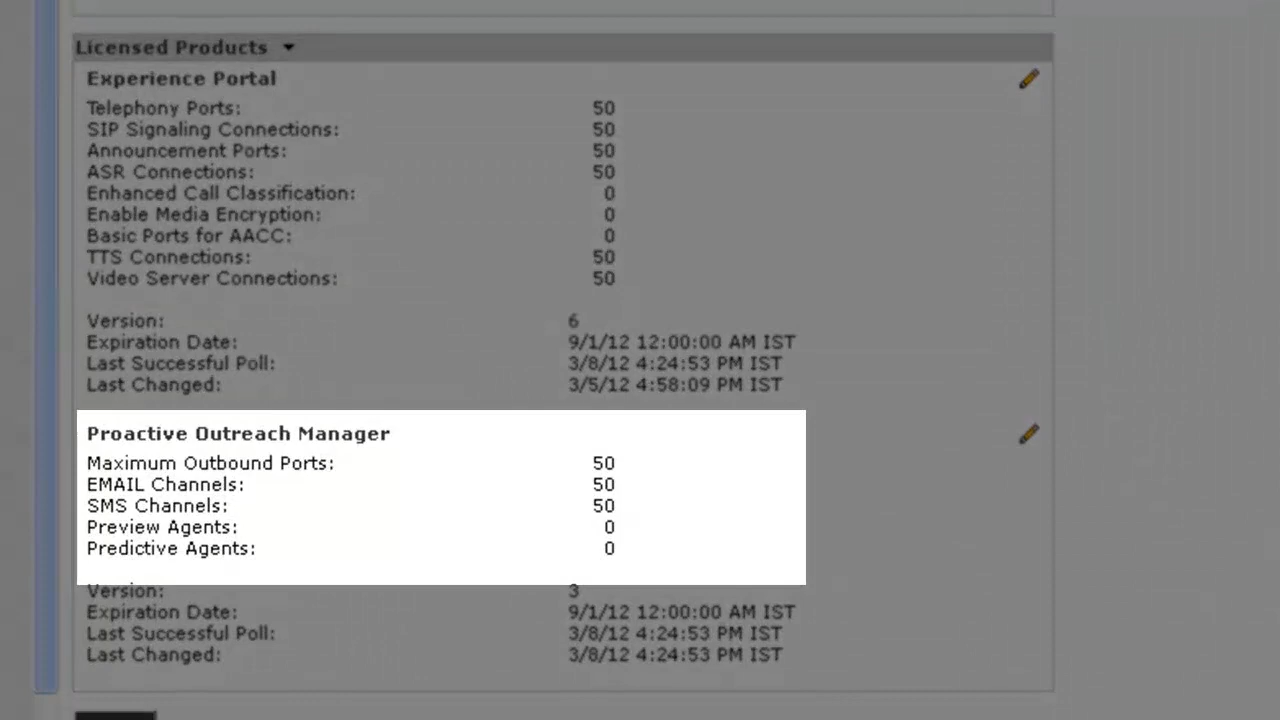 Licensed Products
Experience Portal
Telephony Ports: 50
SIP Signaling Connections: 50
Announcement Ports: 50
ASR Connections: 50
Enhanced Call Classification: 0
Enable Media Encryption: 0
Basic Ports for AACC: 0
TTS Connections: 50
Video Server Connections: 50
Version: 6
Expiration Date: 9/1/12 12:00:00 AM IST
Last Successful Poll: 3/8/12 4:24:53 PM IST
Last Changed: 3/5/12 4:58:09 PM IST
Proactive Outreach Manager
Maximum Outbound Ports: 50
EMAIL Channels: 50
SMS Channels: 50
Preview Agents: 0
Predictive Agents: 0
Version: 3
Expiration Date: 9/1/12 12:00:00 AM IST
Last Successful Poll: 3/8/12 4:24:53 PM IST
Last Changed: 3/8/12 4:24:53 PM IST